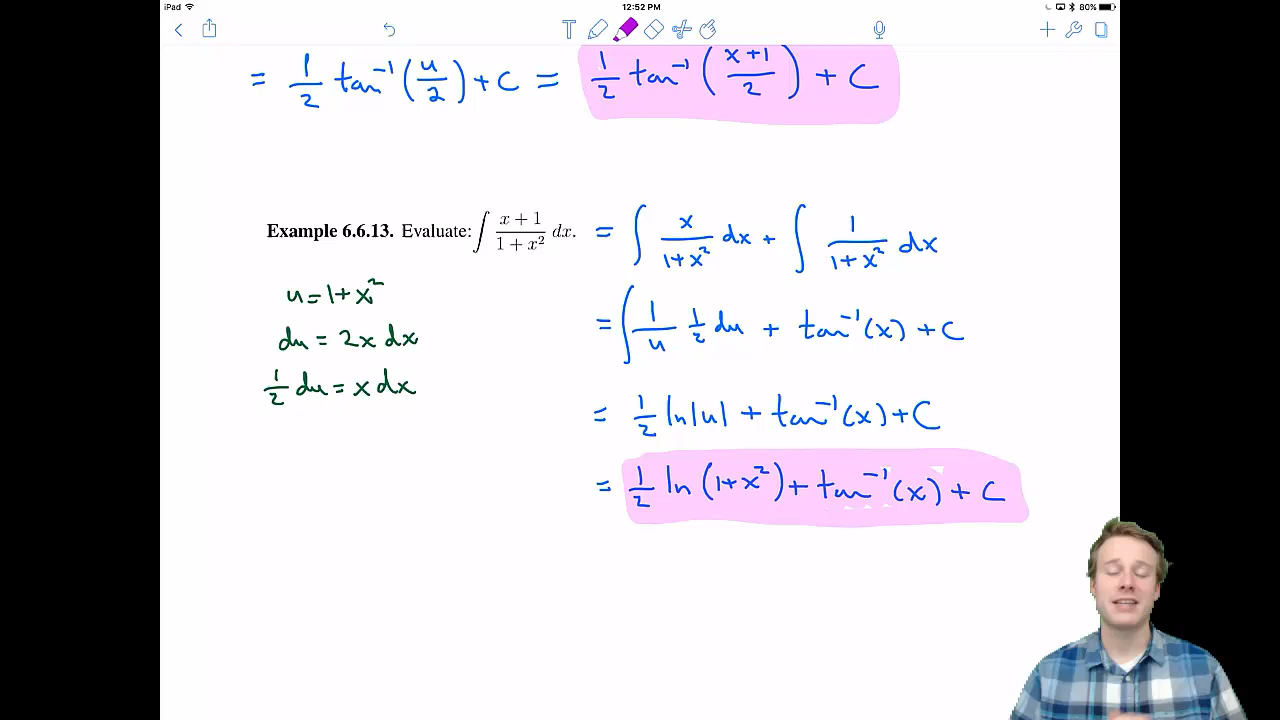 iPad 12:52 PM 80%
T
= 1/2 tan⁻¹(u/2) + C = 1/2 tan⁻¹((x+1)/2) + C
Example 6.6.13. Evaluate: ∫ (x + 1)/(1 + x²) dx. = ∫ x/(1+x²) dx + ∫ 1/(1+x²) dx
u = 1+x²
= ∫ 1/u 1/2 du + tan⁻¹(x) + C
du = 2x dx
1/2 du = x dx
= 1/2 ln|u| + tan⁻¹(x) + C
= 1/2 ln(1+x²) + tan⁻¹(x) + C